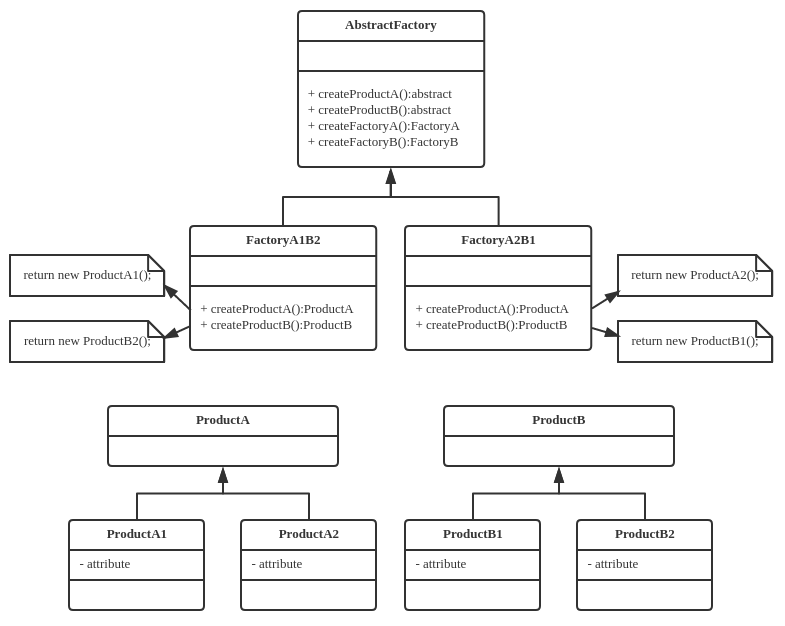 AbstractFactory
+ createProductA():abstract
+ createProductB():abstract
+ createFactoryA():FactoryA
+ createFactoryB():FactoryB
FactoryA1B2
+ createProductA():ProductA
+ createProductB():ProductB
FactoryA2B1
+ createProductA():ProductA
+ createProductB():ProductB
return new ProductA1();
return new ProductB2();
return new ProductA2();
return new ProductB1();
ProductA
ProductB
ProductA1
- attribute
ProductA2
- attribute
ProductB1
- attribute
ProductB2
- attribute